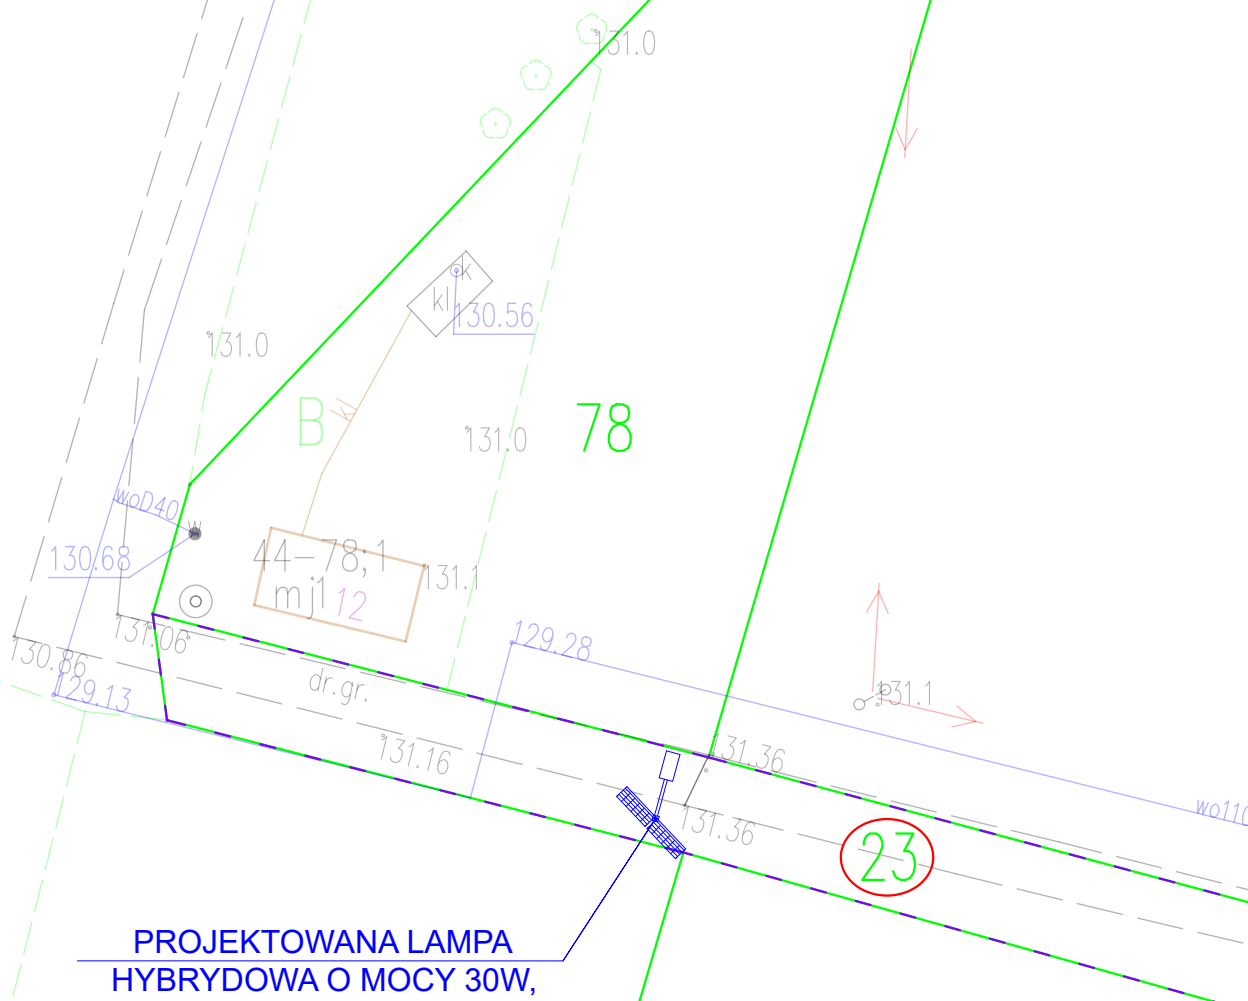 131.0
k
kl
130.56
131.0
B
kl
78
131.0
woD40
w
130.68
44-78;1
131.1
mj1 12
131.06
129.28
130.86
129.13
dr.gr.
131.1
131.16
131.36
wo110
131.36
23
PROJEKTOWANA LAMPA
HYBRYDOWA O MOCY 30W,